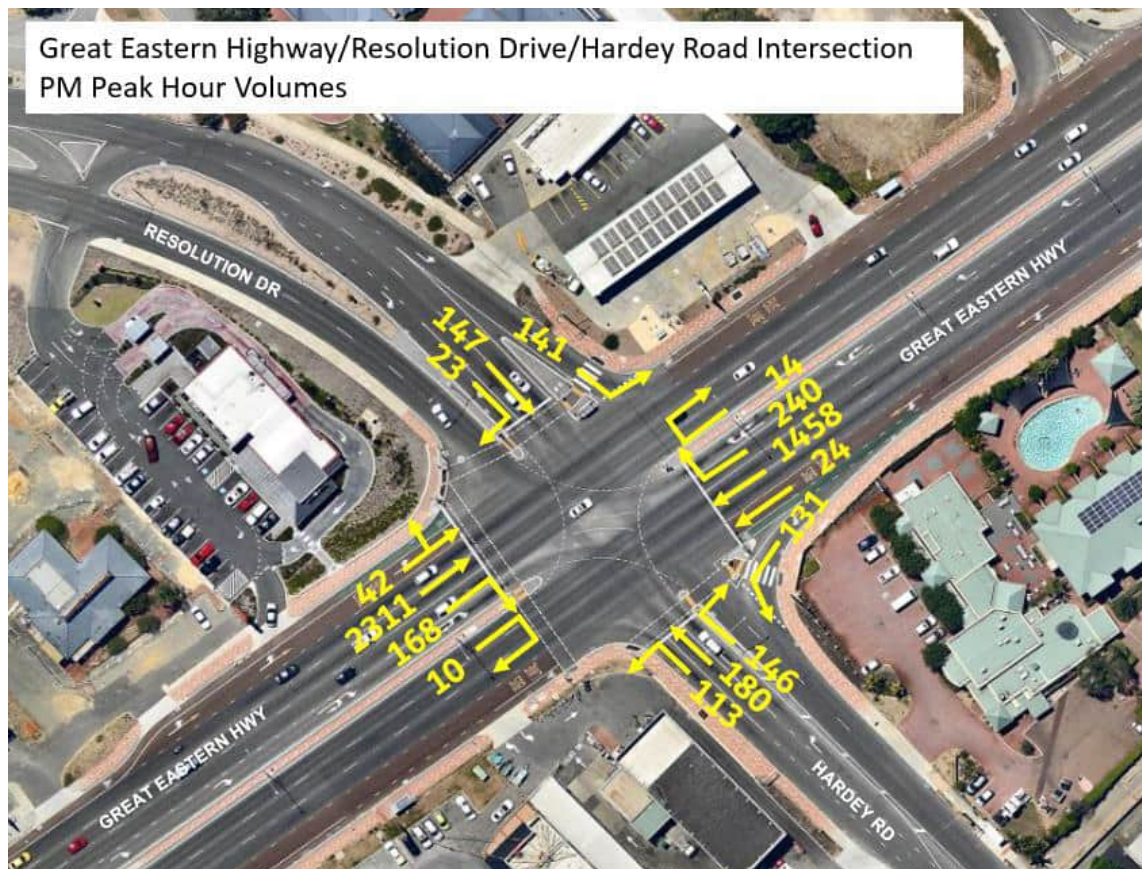 Great Eastern Highway/Resolution Drive/Hardey Road Intersection
PM Peak Hour Volumes
RESOLUTION DR
147
23
141
GREAT EASTERN HWY
14
240
1458
24
131
42
2311
168
10
146
180
113
GREAT EASTERN HWY
HARDEY RD